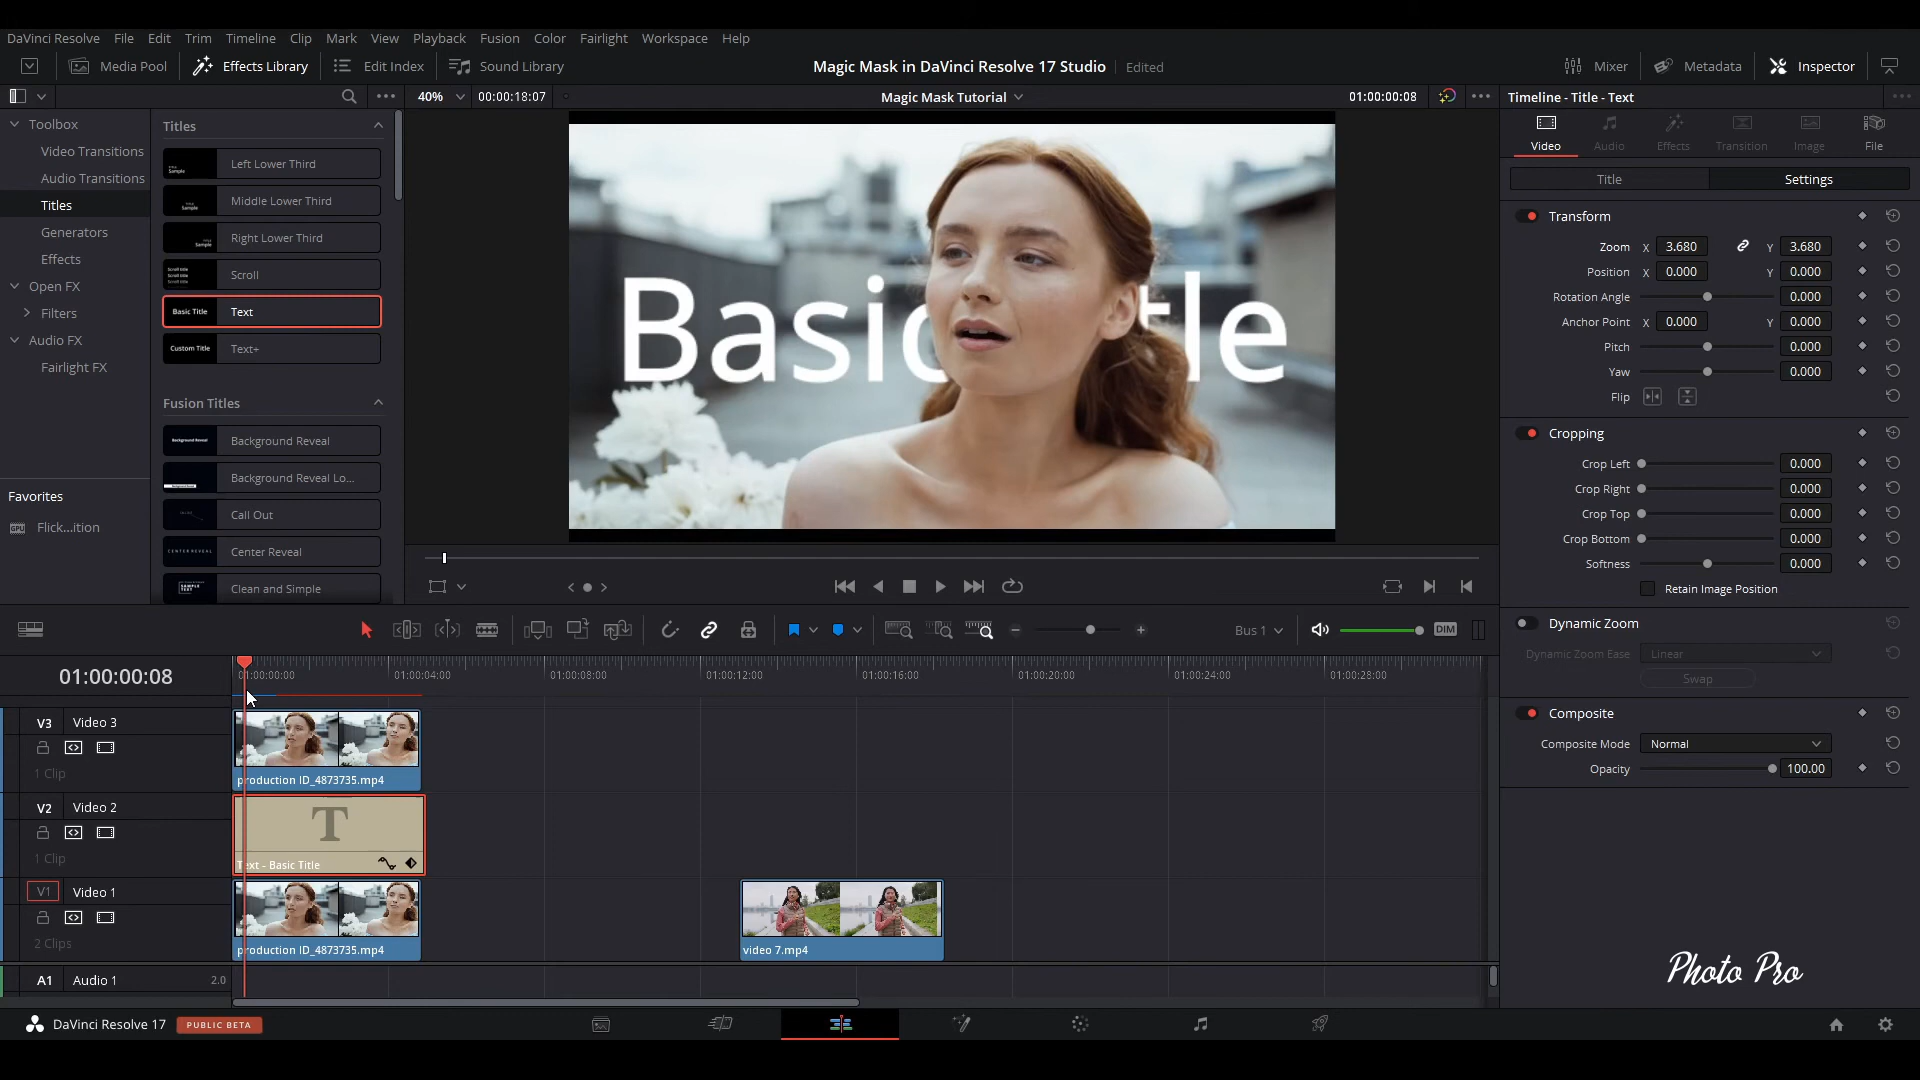 DaVinci Resolve File Edit Trim Timeline Clip Mark View Playback Fusion Color Fairlight Workspace Help
Media Pool Effects Library Edit Index Sound Library Magic Mask in DaVinci Resolve 17 Studio Edited Mixer Metadata Inspector
40% 00:00:18:07 Magic Mask Tutorial 01:00:00:08 Timeline - Title - Text
Toolbox
Video Transitions
Audio Transitions
Titles
Generators
Effects
Open FX
Filters
Audio FX
Fairlight FX
Favorites
Flick...ition
Titles
Left Lower Third
Middle Lower Third
Right Lower Third
Scroll
Basic Title Text
Custom Title Text+
Fusion Titles
Background Reveal
Background Reveal Lo...
Call Out
CENTER REVEAL Center Reveal
SAMPLE TEXT Clean and Simple
Basic tle
Video Audio Effects Transition Image File
Title Settings
Transform
Zoom X 3.680 Y 3.680
Position X 0.000 Y 0.000
Rotation Angle 0.000
Anchor Point X 0.000 Y 0.000
Pitch 0.000
Yaw 0.000
Flip
Cropping
Crop Left 0.000
Crop Right 0.000
Crop Top 0.000
Crop Bottom 0.000
Softness 0.000
Retain Image Position
Dynamic Zoom
Dynamic Zoom Ease Linear
Swap
Composite
Composite Mode Normal
Opacity 100.00
Bus 1 DIM
01:00:00:08 01:00:00:00 01:00:04:00 01:00:08:00 01:00:12:00 01:00:16:00 01:00:20:00 01:00:24:00 01:00:28:00
V3 Video 3
1 Clip
production ID_4873735.mp4
V2 Video 2
1 Clip
Text - Basic Title
V1 Video 1
2 Clips
production ID_4873735.mp4
video 7.mp4
A1 Audio 1 2.0
Photo Pro
DaVinci Resolve 17 PUBLIC BETA